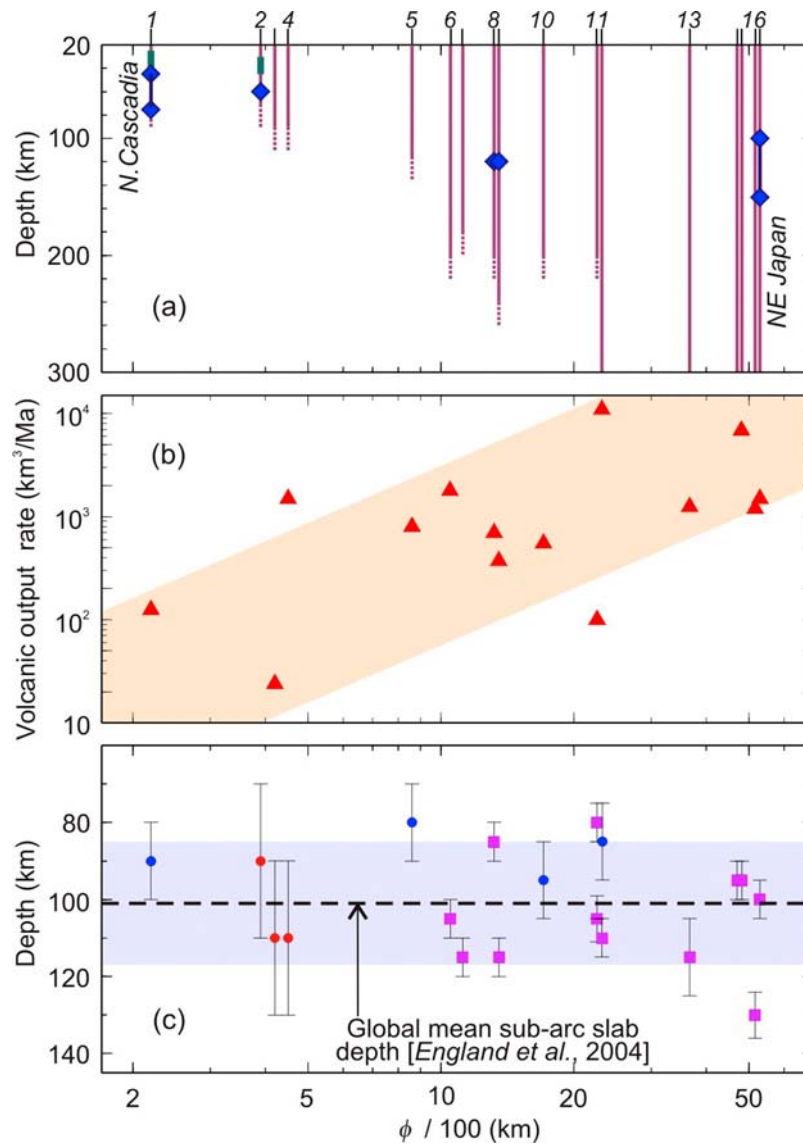 1 2 4 5 6 8 10 11 13 16
20
100
200
300
Depth (km)
N.Cascadia
NE Japan
(a)
10⁴
10³
10²
10
Volcanic output rate (km³/Ma)
(b)
80
100
120
140
Depth (km)
(c)
Global mean sub-arc slab
depth [England et al., 2004]
2 5 10 20 50
ϕ / 100 (km)